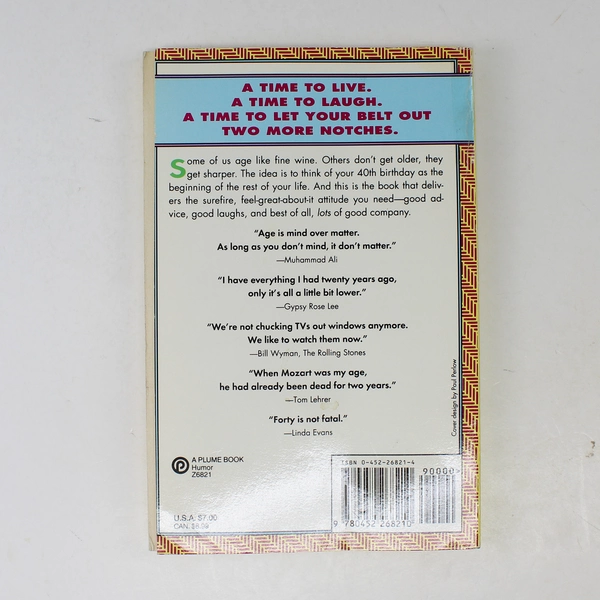 A TIME TO LIVE.
A TIME TO LAUGH.
A TIME TO LET YOUR BELT OUT
TWO MORE NOTCHES.
Some of us age like fine wine. Others don't get older, they
get sharper. The idea is to think of your 40th birthday as the
beginning of the rest of your life. And this is the book that deliv-
ers the surefire, feel-great-about-it attitude you need—good ad-
vice, good laughs, and best of all, lots of good company.
"Age is mind over matter.
As long as you don't mind, it don't matter."
—Muhammad Ali
"I have everything I had twenty years ago,
only it's all a little bit lower."
—Gypsy Rose Lee
"We're not chucking TVs out windows anymore.
We like to watch them now."
—Bill Wyman, The Rolling Stones
"When Mozart was my age,
he had already been dead for two years."
—Tom Lehrer
"Forty is not fatal."
—Linda Evans
Cover design by Paul Perlow
A PLUME BOOK
Humor
Z6821
U.S.A. $7.00
CAN. $8.99
ISBN 0-452-26821-4
90000>
9 780452 268210